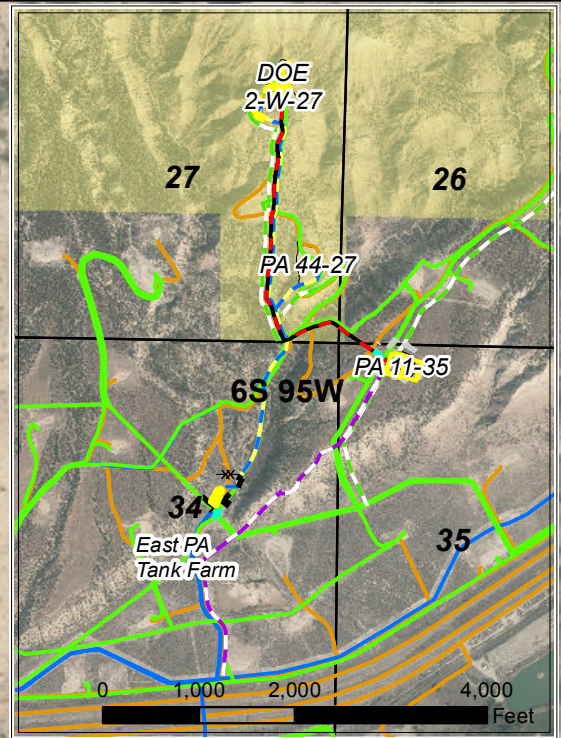 DOE
2-W-27
27
26
PA 44-27
PA 11-35
6S 95W
34
35
East PA
Tank Farm
0 1,000 2,000 4,000
Feet